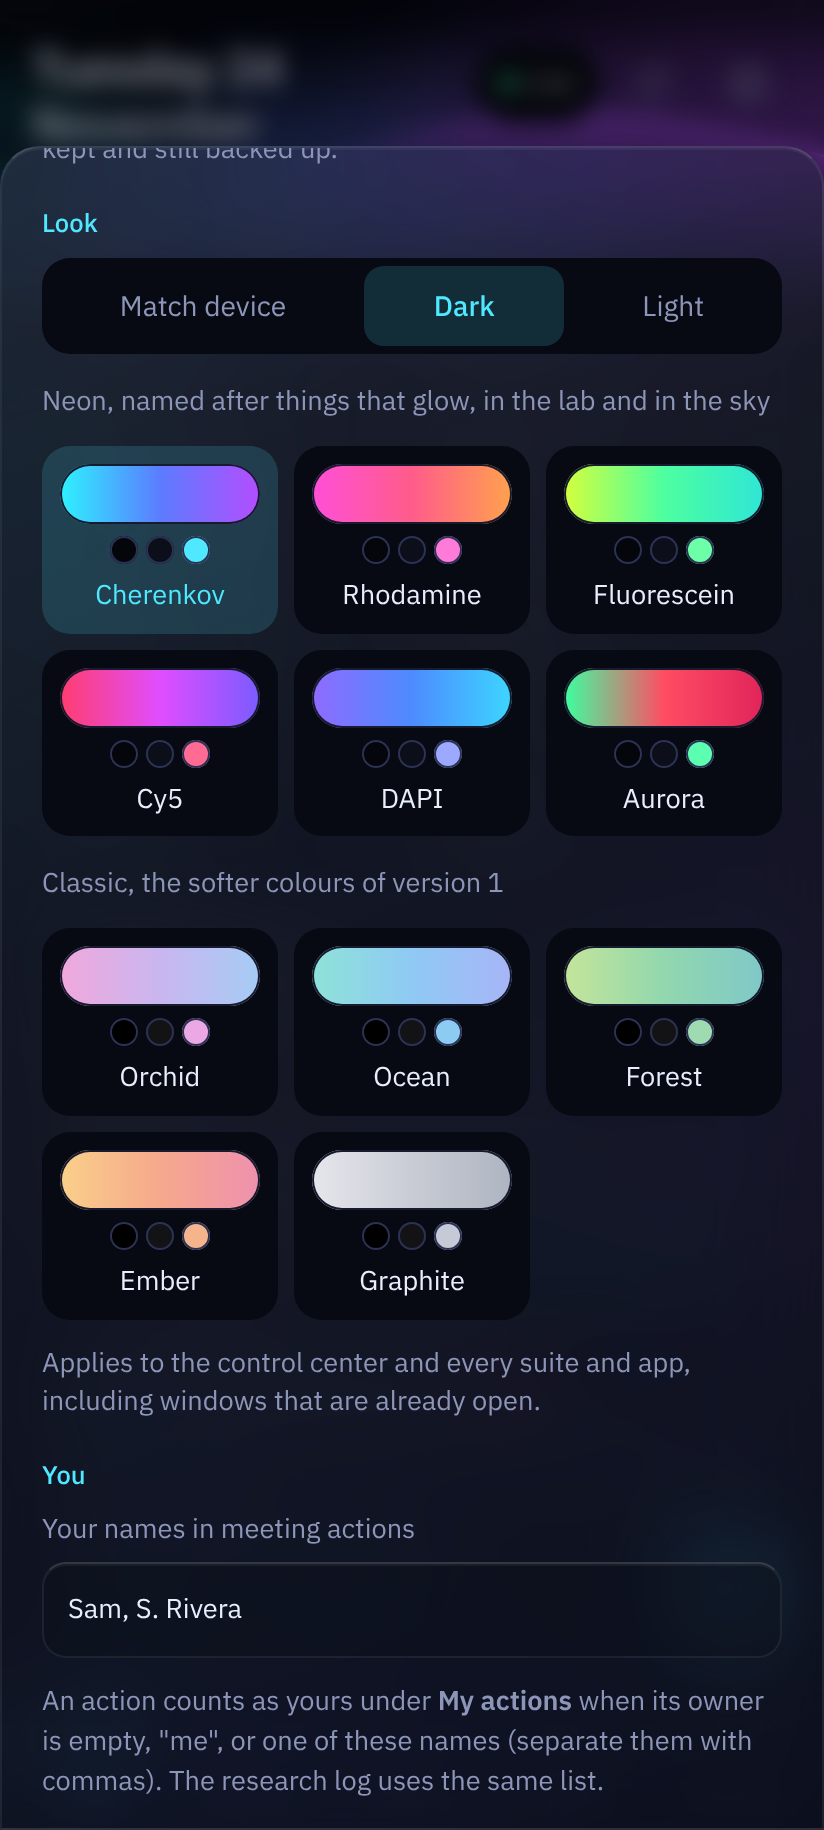 Tuesday 24
November
kept and still backed up.
Look
Match device
Dark
Light
Neon, named after things that glow, in the lab and in the sky
Cherenkov
Rhodamine
Fluorescein
Cy5
DAPI
Aurora
Classic, the softer colours of version 1
Orchid
Ocean
Forest
Ember
Graphite
Applies to the control center and every suite and app,
including windows that are already open.
You
Your names in meeting actions
Sam, S. Rivera
An action counts as yours under My actions when its owner
is empty, "me", or one of these names (separate them with
commas). The research log uses the same list.